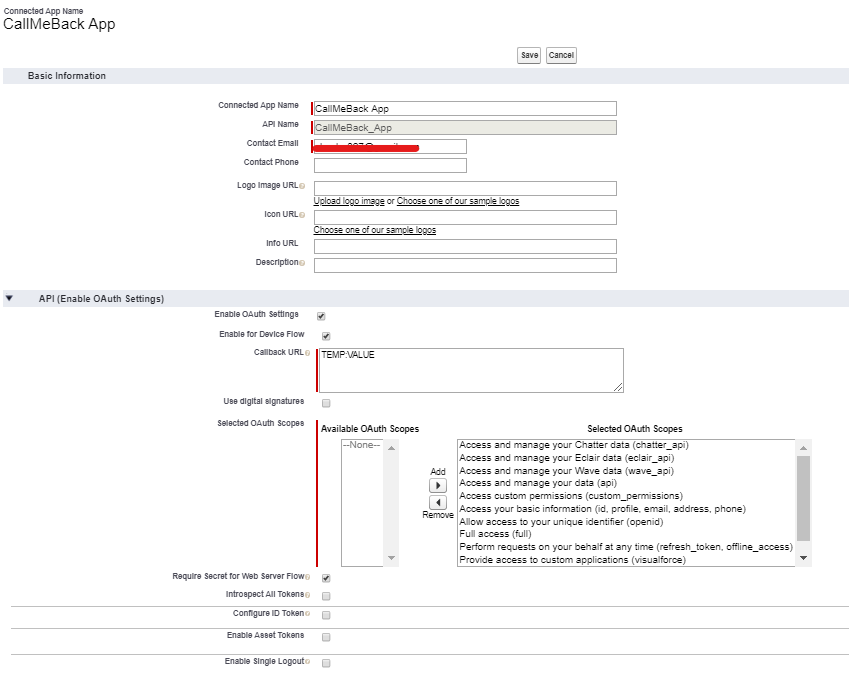 Connected App Name
CallMeBack App
Save Cancel
Basic Information
Connected App Name CallMeBack App
API Name CallMeBack_App
Contact Email
Contact Phone
Logo Image URL
Upload logo image or Choose one of our sample logos
Icon URL
Choose one of our sample logos
Info URL
Description
API (Enable OAuth Settings)
Enable OAuth Settings
Enable for Device Flow
Callback URL TEMP:VALUE
Use digital signatures
Selected OAuth Scopes
Available OAuth Scopes Selected OAuth Scopes
--None--
Add
Remove
Access and manage your Chatter data (chatter_api)
Access and manage your Eclair data (eclair_api)
Access and manage your Wave data (wave_api)
Access and manage your data (api)
Access custom permissions (custom_permissions)
Access your basic information (id, profile, email, address, phone)
Allow access to your unique identifier (openid)
Full access (full)
Perform requests on your behalf at any time (refresh_token, offline_access)
Provide access to custom applications (visualforce)
Require Secret for Web Server Flow
Introspect All Tokens
Configure ID Token
Enable Asset Tokens
Enable Single Logout